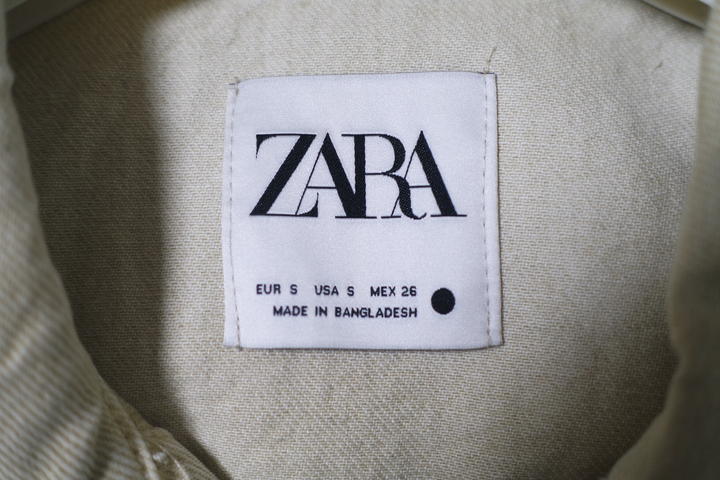 ZARA
EUR S USA S MEX 26
MADE IN BANGLADESH